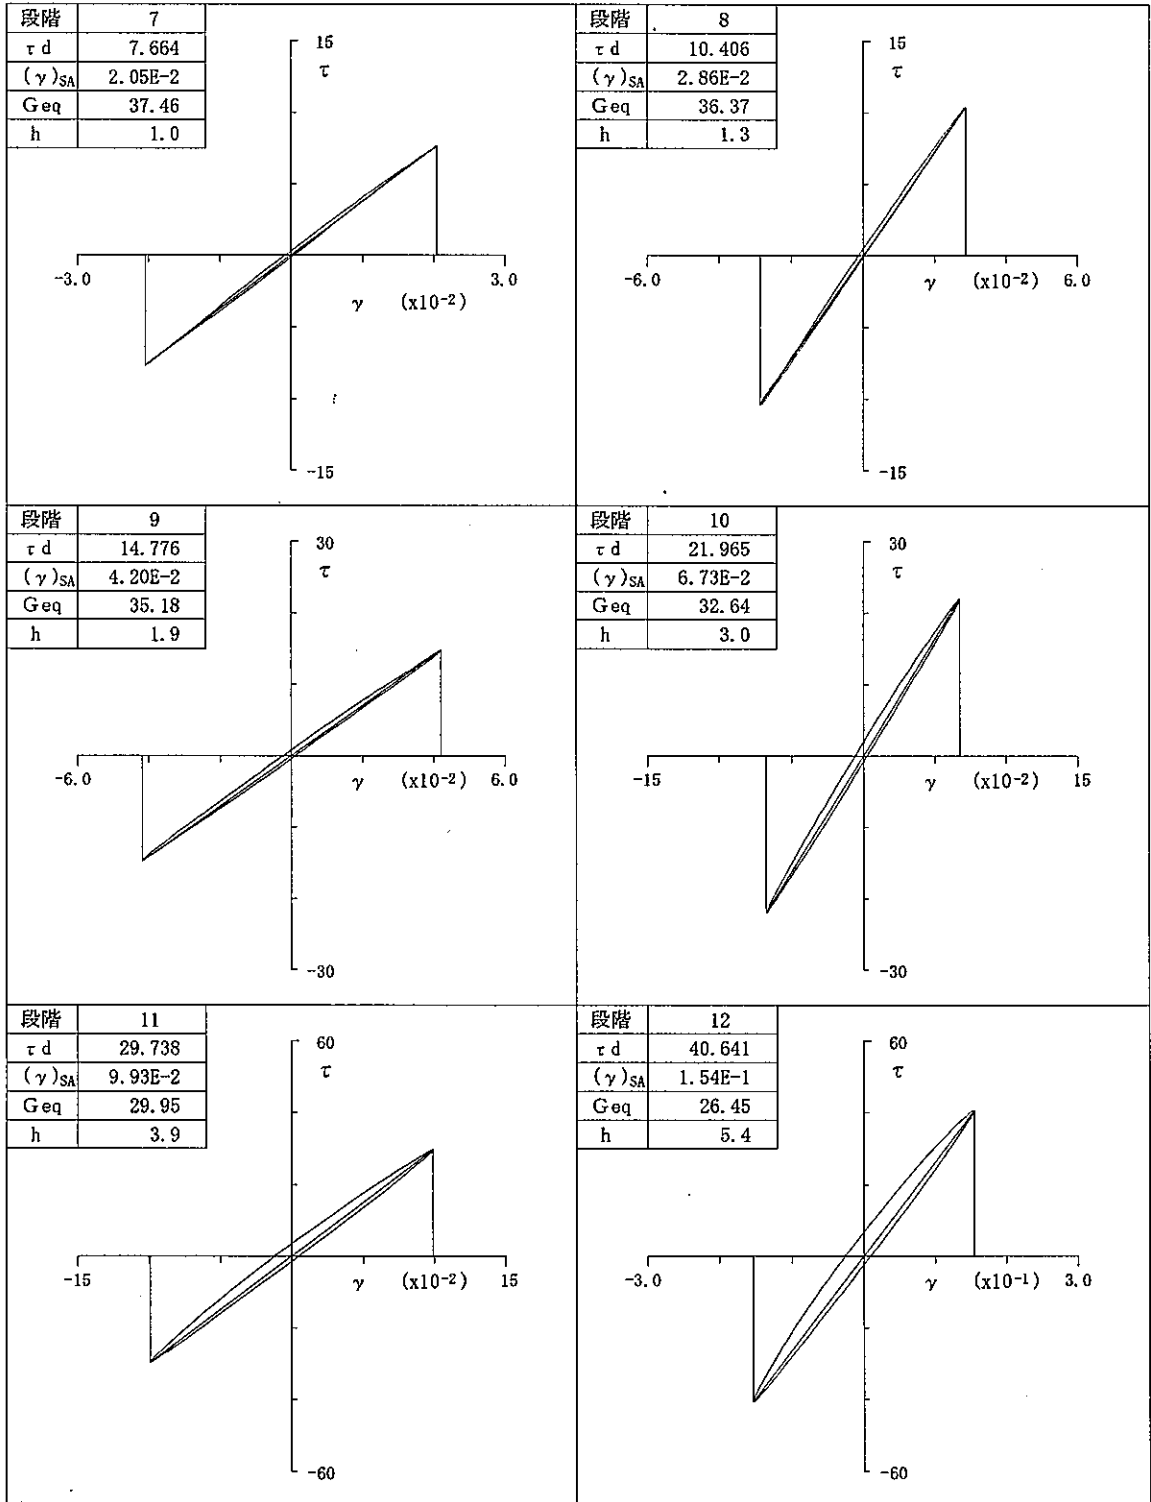 段階 7
τd 7.664
(γ)SA 2.05E-2
Geq 37.46
h 1.0
15
τ
-3.0
γ (x10-2)
3.0
-15
段階 8
τd 10.406
(γ)SA 2.86E-2
Geq 36.37
h 1.3
15
τ
-6.0
γ (x10-2) 6.0
-15
段階 9
τd 14.776
(γ)SA 4.20E-2
Geq 35.18
h 1.9
30
τ
-6.0
γ (x10-2) 6.0
-30
段階 10
τd 21.965
(γ)SA 6.73E-2
Geq 32.64
h 3.0
30
τ
-15
γ (x10-2) 15
-30
段階 11
τd 29.738
(γ)SA 9.93E-2
Geq 29.95
h 3.9
60
τ
-15
γ (x10-2) 15
-60
段階 12
τd 40.641
(γ)SA 1.54E-1
Geq 26.45
h 5.4
60
τ
-3.0
γ (x10-1) 3.0
-60